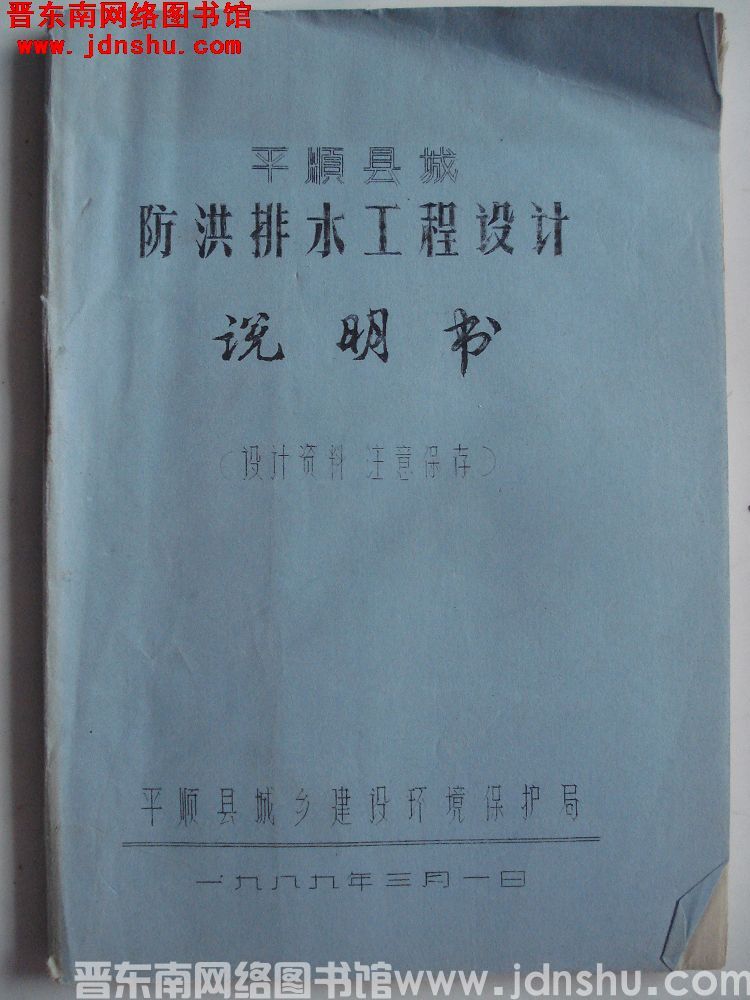 晋东南网络图书馆
www.jdnshu.com
平顺县城
防洪排水工程设计
说明书
（设计资料 注意保存）
平顺县城乡建设环境保护局
一九八九年三月一日
晋东南网络图书馆www.jdnshu.com